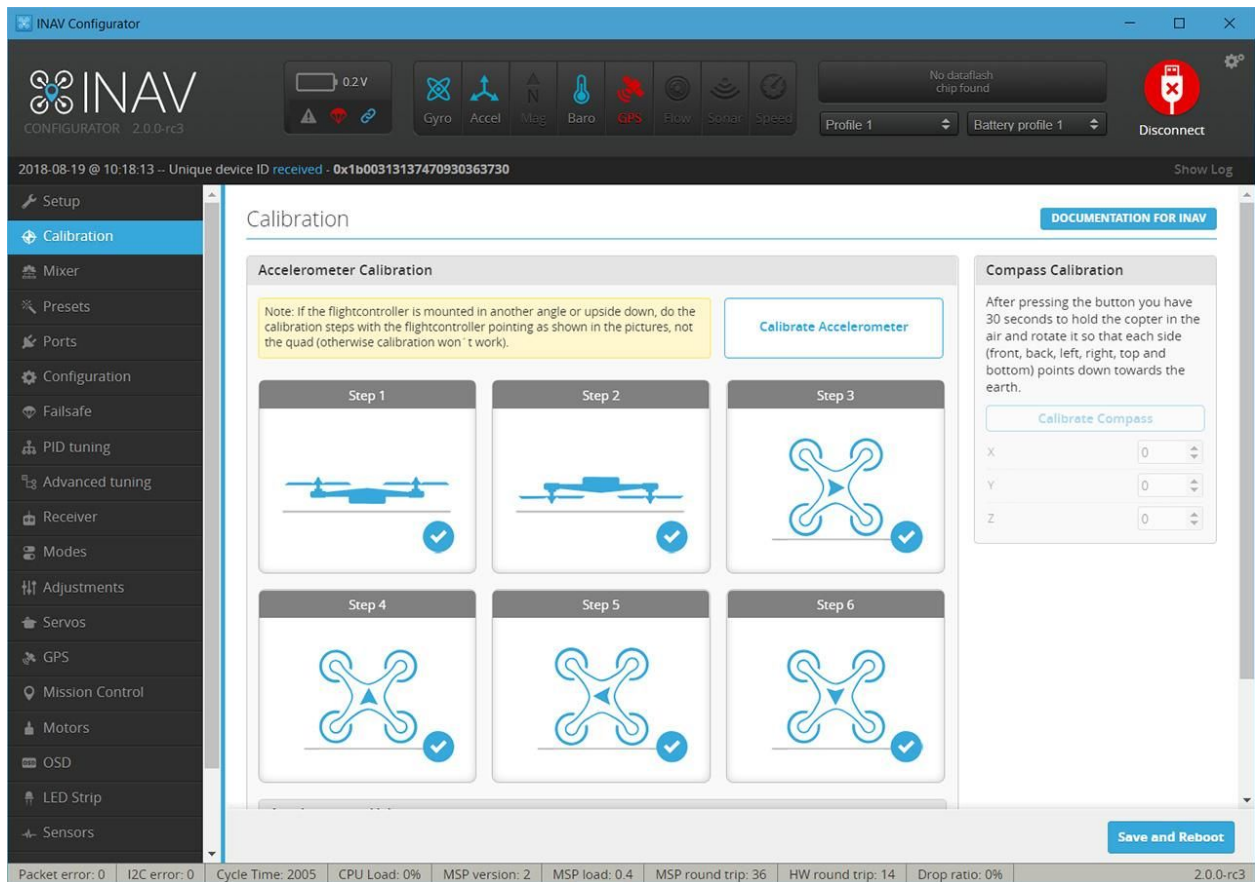 INAV Configurator
INAV
CONFIGURATOR 2.0.0-rc3
0.2 V
Gyro Accel Mag Baro GPS Flow Sonar Speed
No dataflash
chip found
Profile 1 Battery profile 1
Disconnect
2018-08-19 @ 10:18:13 -- Unique device ID received - 0x1b00313137470930363730
Show Log
Setup
Calibration
Mixer
Presets
Ports
Configuration
Failsafe
PID tuning
Advanced tuning
Receiver
Modes
Adjustments
Servos
GPS
Mission Control
Motors
OSD
LED Strip
Sensors
Calibration
DOCUMENTATION FOR INAV
Accelerometer Calibration
Note: If the flightcontroller is mounted in another angle or upside down, do the
calibration steps with the flightcontroller pointing as shown in the pictures, not
the quad (otherwise calibration won`t work).
Calibrate Accelerometer
Step 1
Step 2
Step 3
Step 4
Step 5
Step 6
Compass Calibration
After pressing the button you have
30 seconds to hold the copter in the
air and rotate it so that each side
(front, back, left, right, top and
bottom) points down towards the
earth.
Calibrate Compass
X 0
Y 0
Z 0
Save and Reboot
Packet error: 0 I2C error: 0 Cycle Time: 2005 CPU Load: 0% MSP version: 2 MSP load: 0.4 MSP round trip: 36 HW round trip: 14 Drop ratio: 0% 2.0.0-rc3